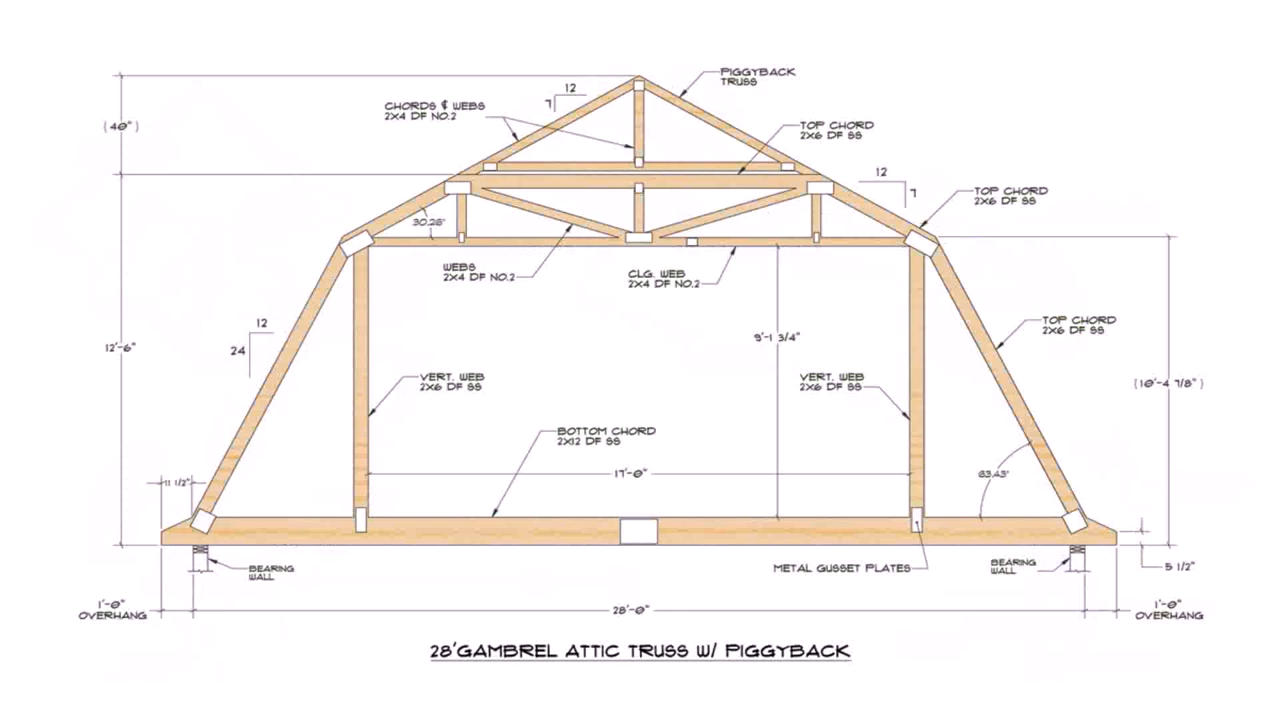 PIGGYBACK
TRUSS
12
7
CHORDS & WEBS
2X4 DF NO.2
(40")
TOP CHORD
2X6 DF SS
12
7
TOP CHORD
2X6 DF SS
30.26°
WEBS
2X4 DF NO.2
CLG. WEB
2X4 DF NO.2
12
24
12'-6"
9'-1 3/4"
TOP CHORD
2X6 DF SS
(10'-4 7/8")
VERT. WEB
2X6 DF SS
VERT. WEB
2X6 DF SS
BOTTOM CHORD
2X12 DF SS
17'-0"
63.43°
11 1/2"
BEARING
WALL
METAL GUSSET PLATES
BEARING
WALL
5 1/2"
1'-0"
OVERHANG
28'-0"
1'-0"
OVERHANG
28'GAMBREL ATTIC TRUSS W/ PIGGYBACK